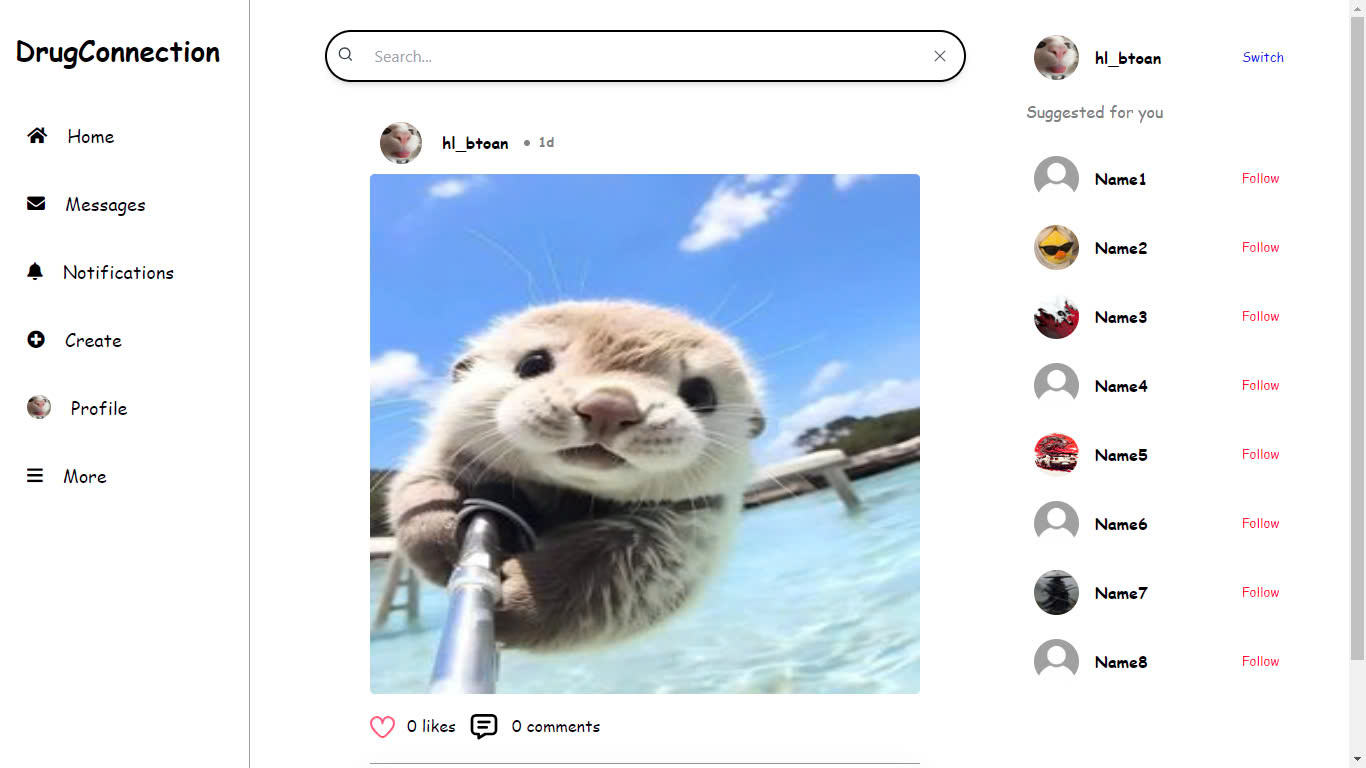 DrugConnection
Home
Messages
Notifications
Create
Profile
More
Search...
hl_btoan • 1d
0 likes 0 comments
hl_btoan Switch
Suggested for you
Name1 Follow
Name2 Follow
Name3 Follow
Name4 Follow
Name5 Follow
Name6 Follow
Name7 Follow
Name8 Follow